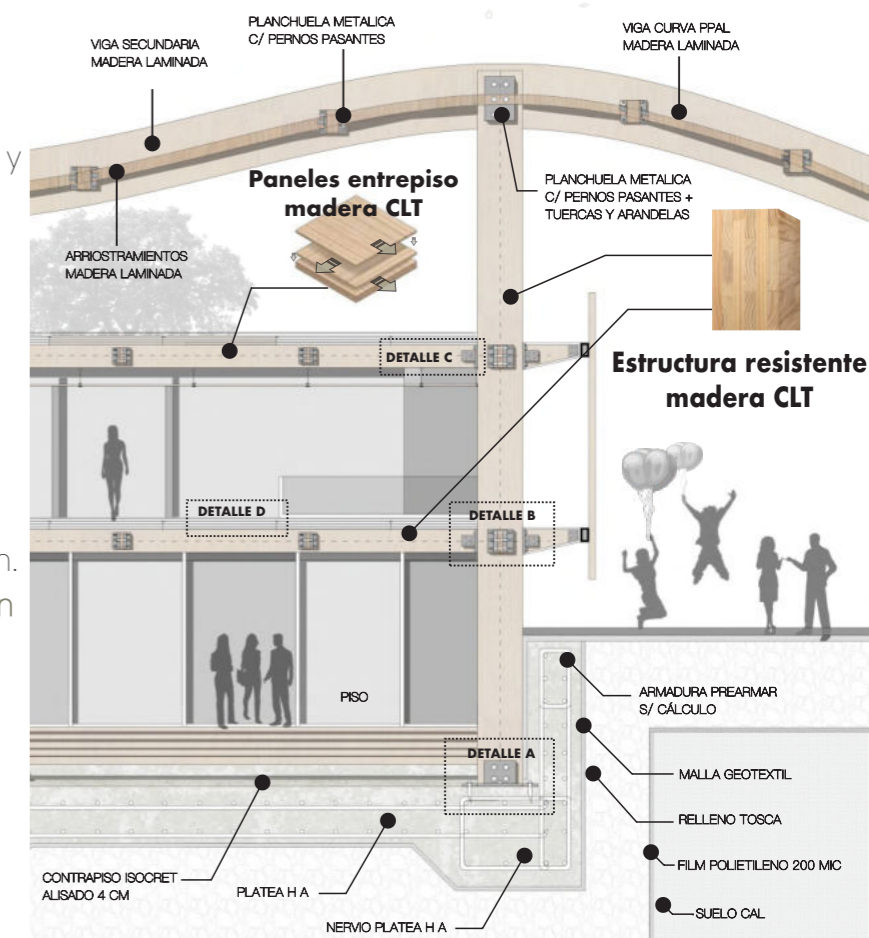 PLANCHUELA METALICA
C/ PERNOS PASANTES
VIGA SECUNDARIA
MADERA LAMINADA
VIGA CURVA PPAL
MADERA LAMINADA
y
Paneles entrepiso
madera CLT
PLANCHUELA METALICA
C/ PERNOS PASANTES +
TUERCAS Y ARANDELAS
ARRIOSTRAMIENTOS
MADERA LAMINADA
DETALLE C
Estructura resistente
madera CLT
DETALLE D
DETALLE B
n.
n
PISO
ARMADURA PREARMAR
S/ CÁLCULO
DETALLE A
MALLA GEOTEXTIL
RELLENO TOSCA
FILM POLIETILENO 200 MIC
SUELO CAL
CONTRAPISO ISOCRET
ALISADO 4 CM
PLATEA H A
NERVIO PLATEA H A